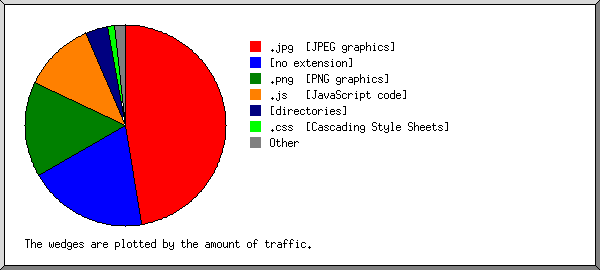 .jpg  [JPEG graphics]
[no extension]
.png  [PNG graphics]
.js   [JavaScript code]
[directories]
.css  [Cascading Style Sheets]
Other
The wedges are plotted by the amount of traffic.